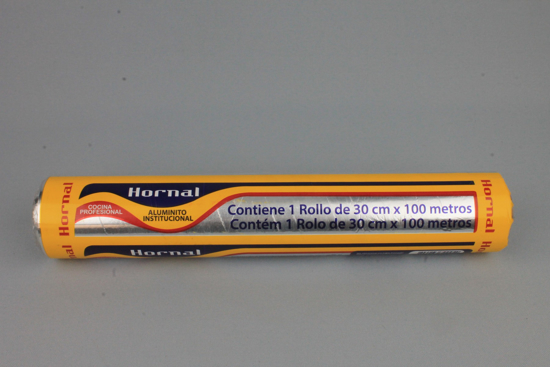 Hornal
Hornal
COCINA
PROFESIONAL
ALUMINITO
INSTITUCIONAL
Contiene 1 Rollo de 30 cm x 100 metros
Contém 1 Rolo de 30 cm x 100 metros
Hornal
Hornal